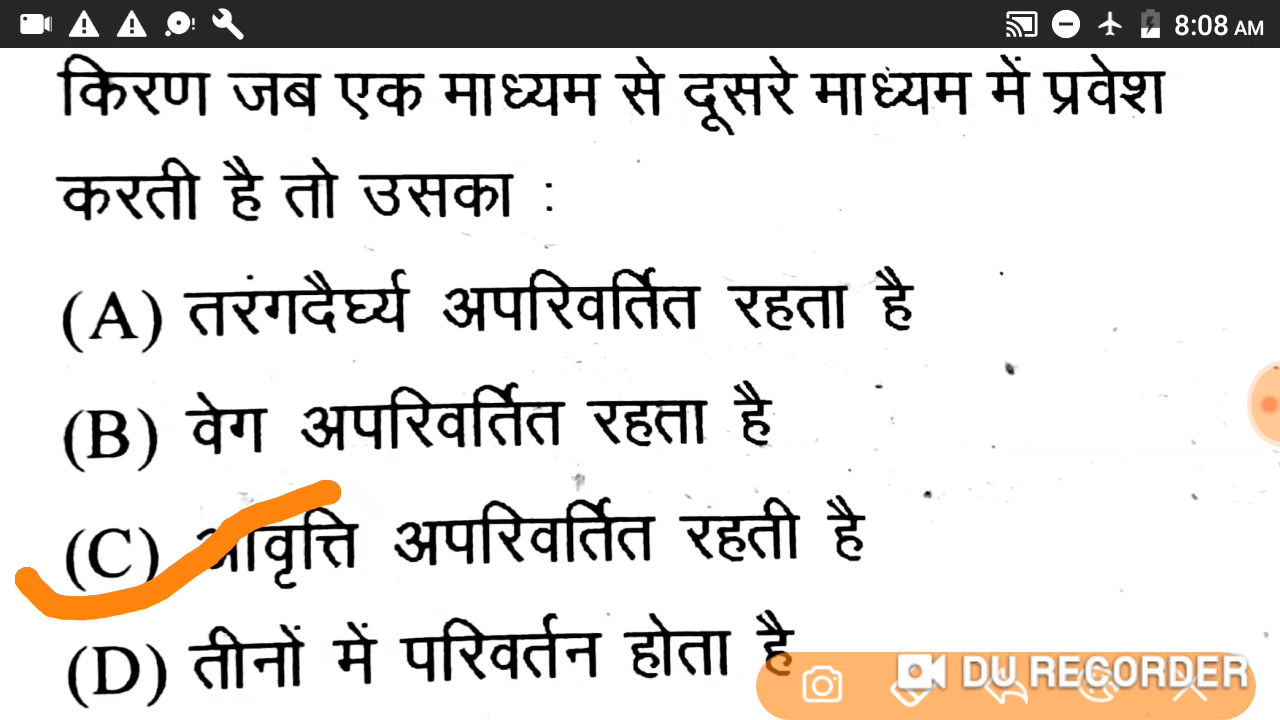 8:08 AM
किरण जब एक माध्यम से दूसरे माध्यम में प्रवेश
करती है तो उसका :
(A) तरंगदैर्घ्य अपरिवर्तित रहता है
(B) वेग अपरिवर्तित रहता है
(C) आवृत्ति अपरिवर्तित रहती है
(D) तीनों में परिवर्तन होता है
DU RECORDER